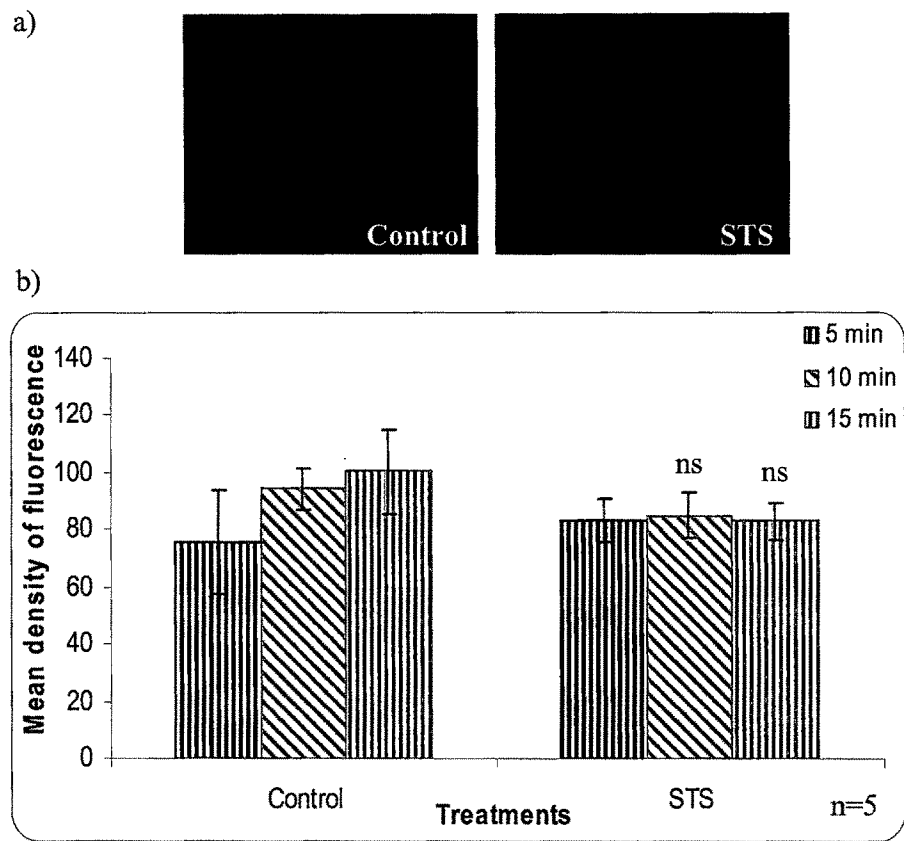 a)
Control
STS
b)
Mean density of fluorescence
140
120
100
80
60
40
20
0
5 min
10 min
15 min
ns
ns
Control
STS
Treatments
n=5